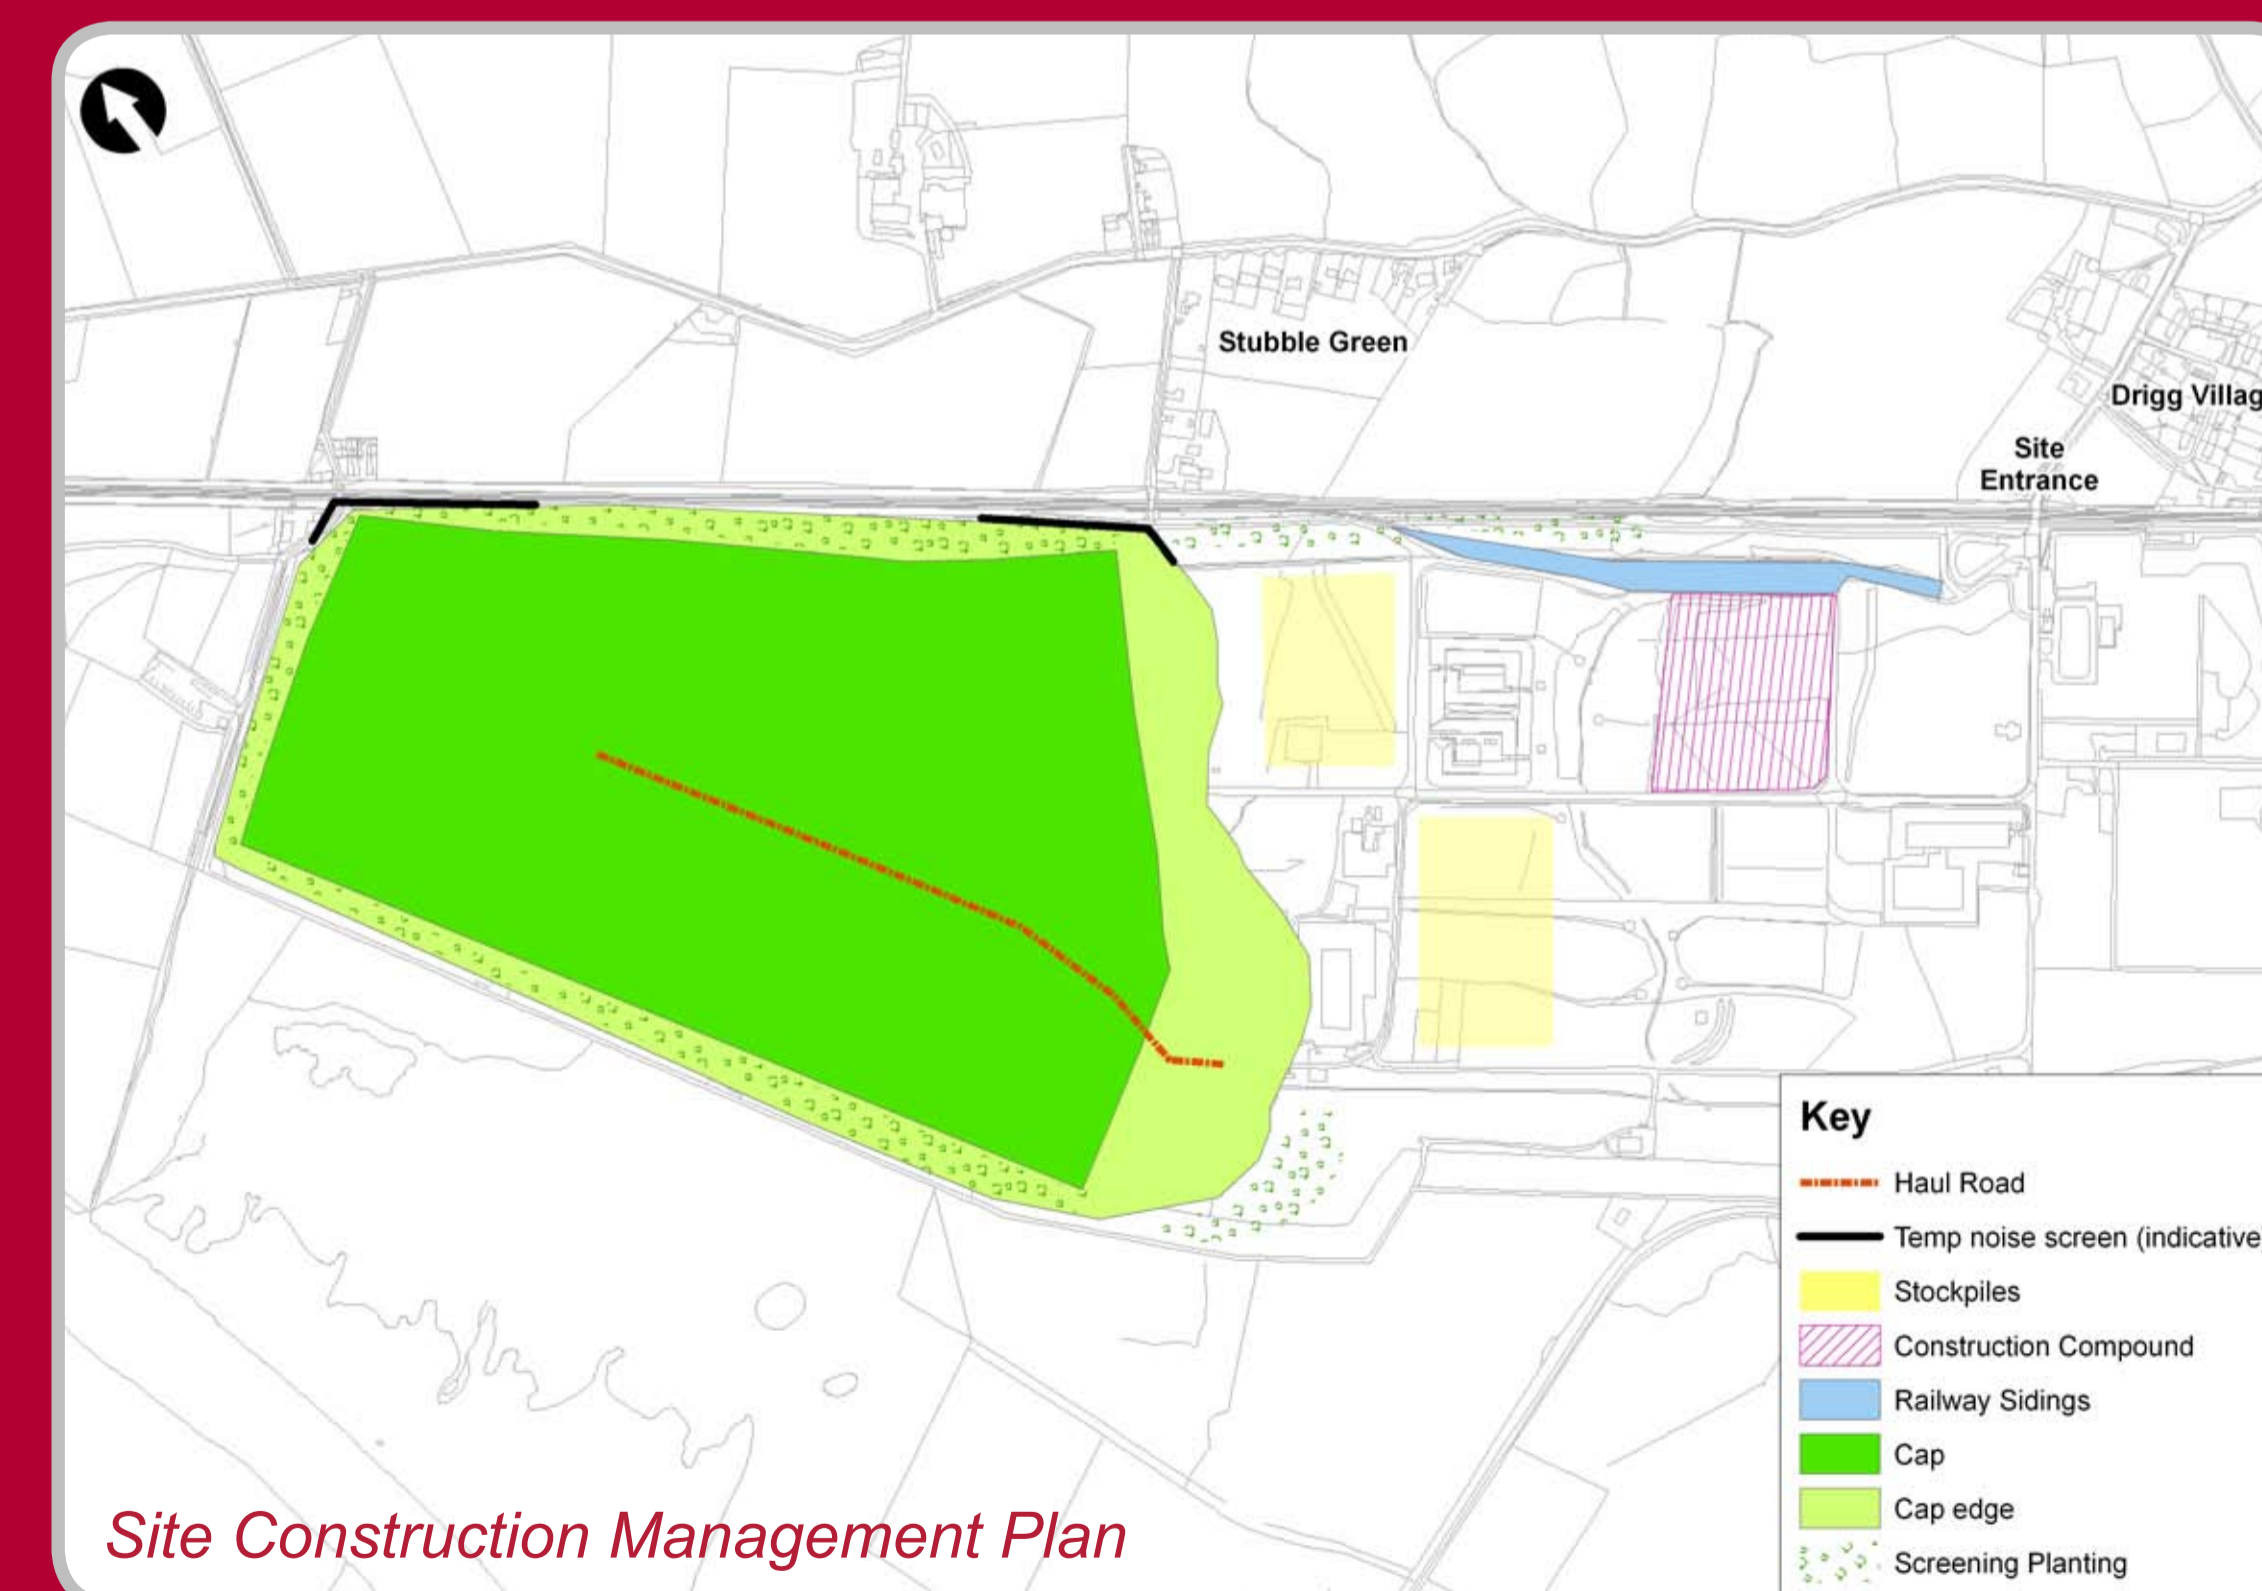 Stubble Green
Drigg Villag
Site
Entrance
Key
Haul Road
Temp noise screen (indicative
Stockpiles
Construction Compound
Railway Sidings
Cap
Cap edge
Screening Planting
Site Construction Management Plan